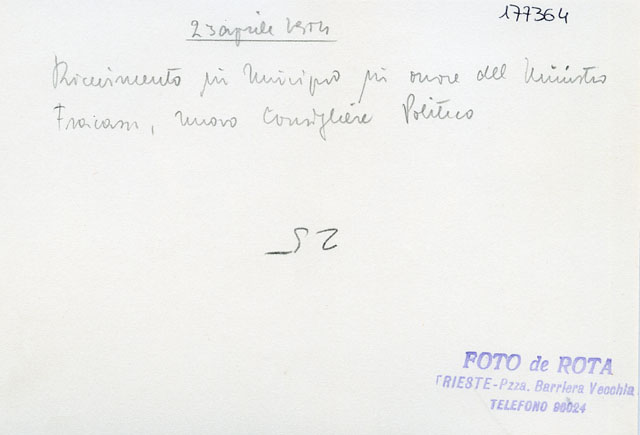 177364
23 aprile 1954
Ricevimento in Municipio in onore del Ministro
Fracassi, nuovo Consigliere Politico
FOTO de ROTA
TRIESTE-Pzza. Barriera Vecchia
TELEFONO 96024